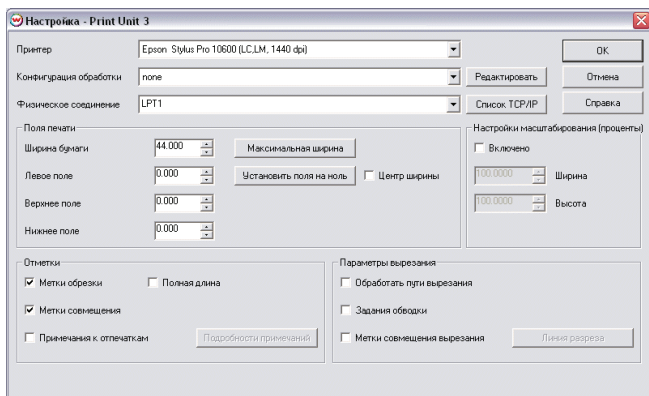 Настройка - Print Unit 3
Принтер
Epson Stylus Pro 10600 (LC,LM, 1440 dpi)
OK
Конфигурация обработки
none
Редактировать
Отмена
Физическое соединение
LPT1
Список TCP/IP
Справка
Поля печати
Настройки масштабирования (проценты)
Ширина бумаги
44.000
Максимальная ширина
Включено
Левое поле
0.000
Установить поля на ноль
Центр ширины
100.0000
Ширина
Верхнее поле
0.000
100.0000
Высота
Нижнее поле
0.000
Отметки
Параметры вырезания
Метки обрезки
Полная длина
Обработать пути вырезания
Метки совмещения
Задания обводки
Примечания к отпечаткам
Подробности примечаний
Метки совмещения вырезания
Линия разреза